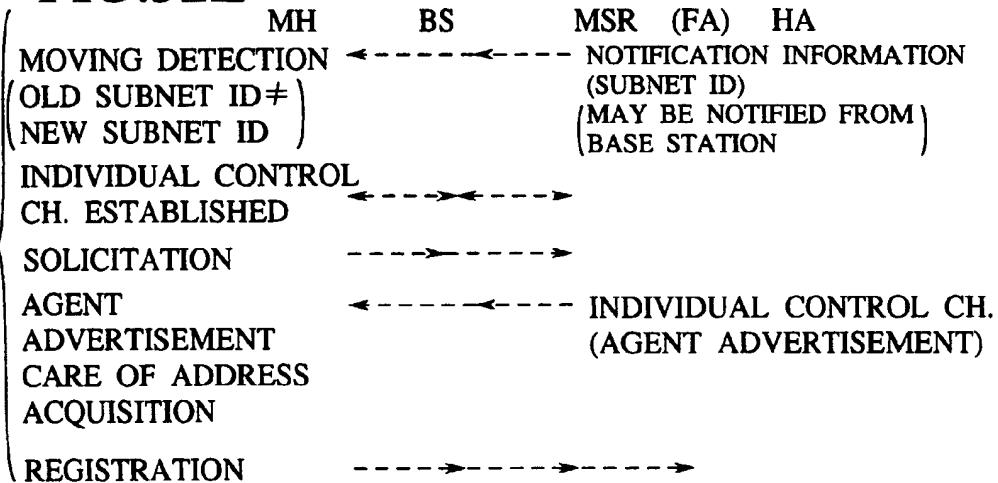 MH BS MSR (FA) HA
MOVING DETECTION NOTIFICATION INFORMATION
(SUBNET ID)
(OLD SUBNET ID≠
NEW SUBNET ID)
(MAY BE NOTIFIED FROM
BASE STATION)
INDIVIDUAL CONTROL
CH. ESTABLISHED
SOLICITATION
AGENT
ADVERTISEMENT
CARE OF ADDRESS
ACQUISITION
INDIVIDUAL CONTROL CH.
(AGENT ADVERTISEMENT)
REGISTRATION